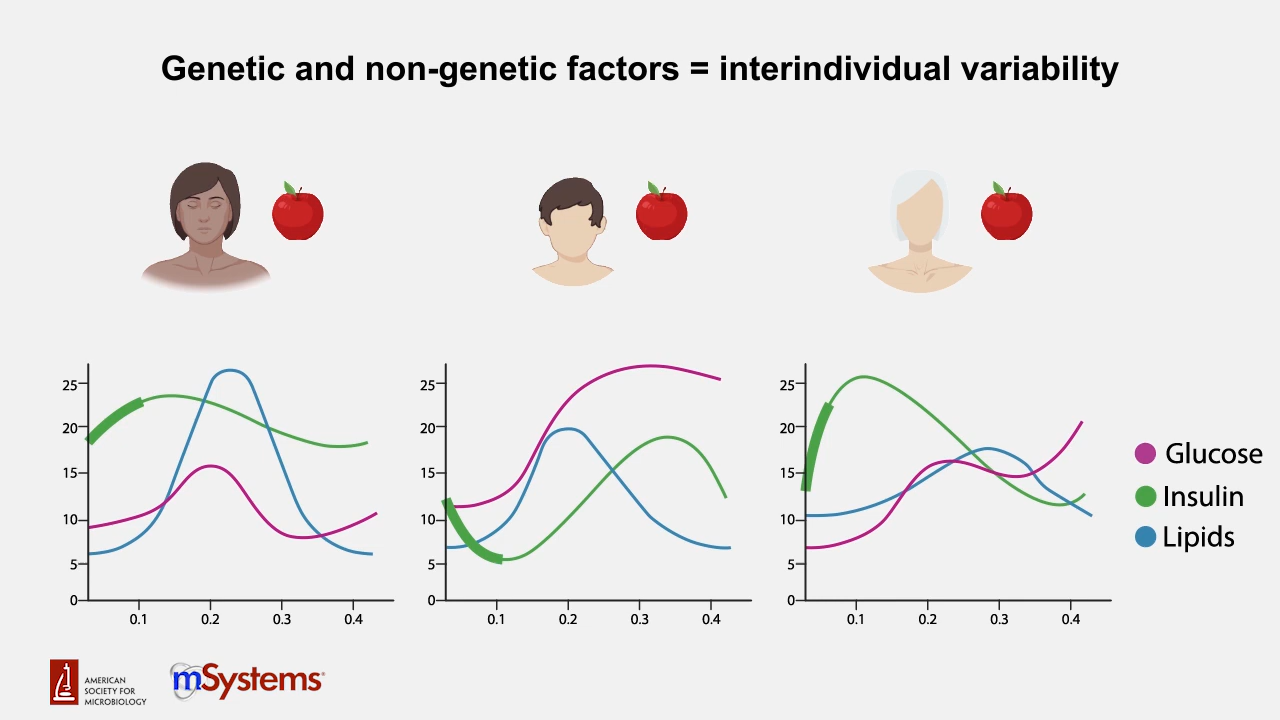 Genetic and non-genetic factors = interindividual variability
25
20
15
10
5
0
0.1 0.2 0.3 0.4
25
20
15
10
5
0
0.1 0.2 0.3 0.4
25
20
15
10
5
0
0.1 0.2 0.3 0.4
Glucose
Insulin
Lipids
AMERICAN
SOCIETY FOR
MICROBIOLOGY
mSystems